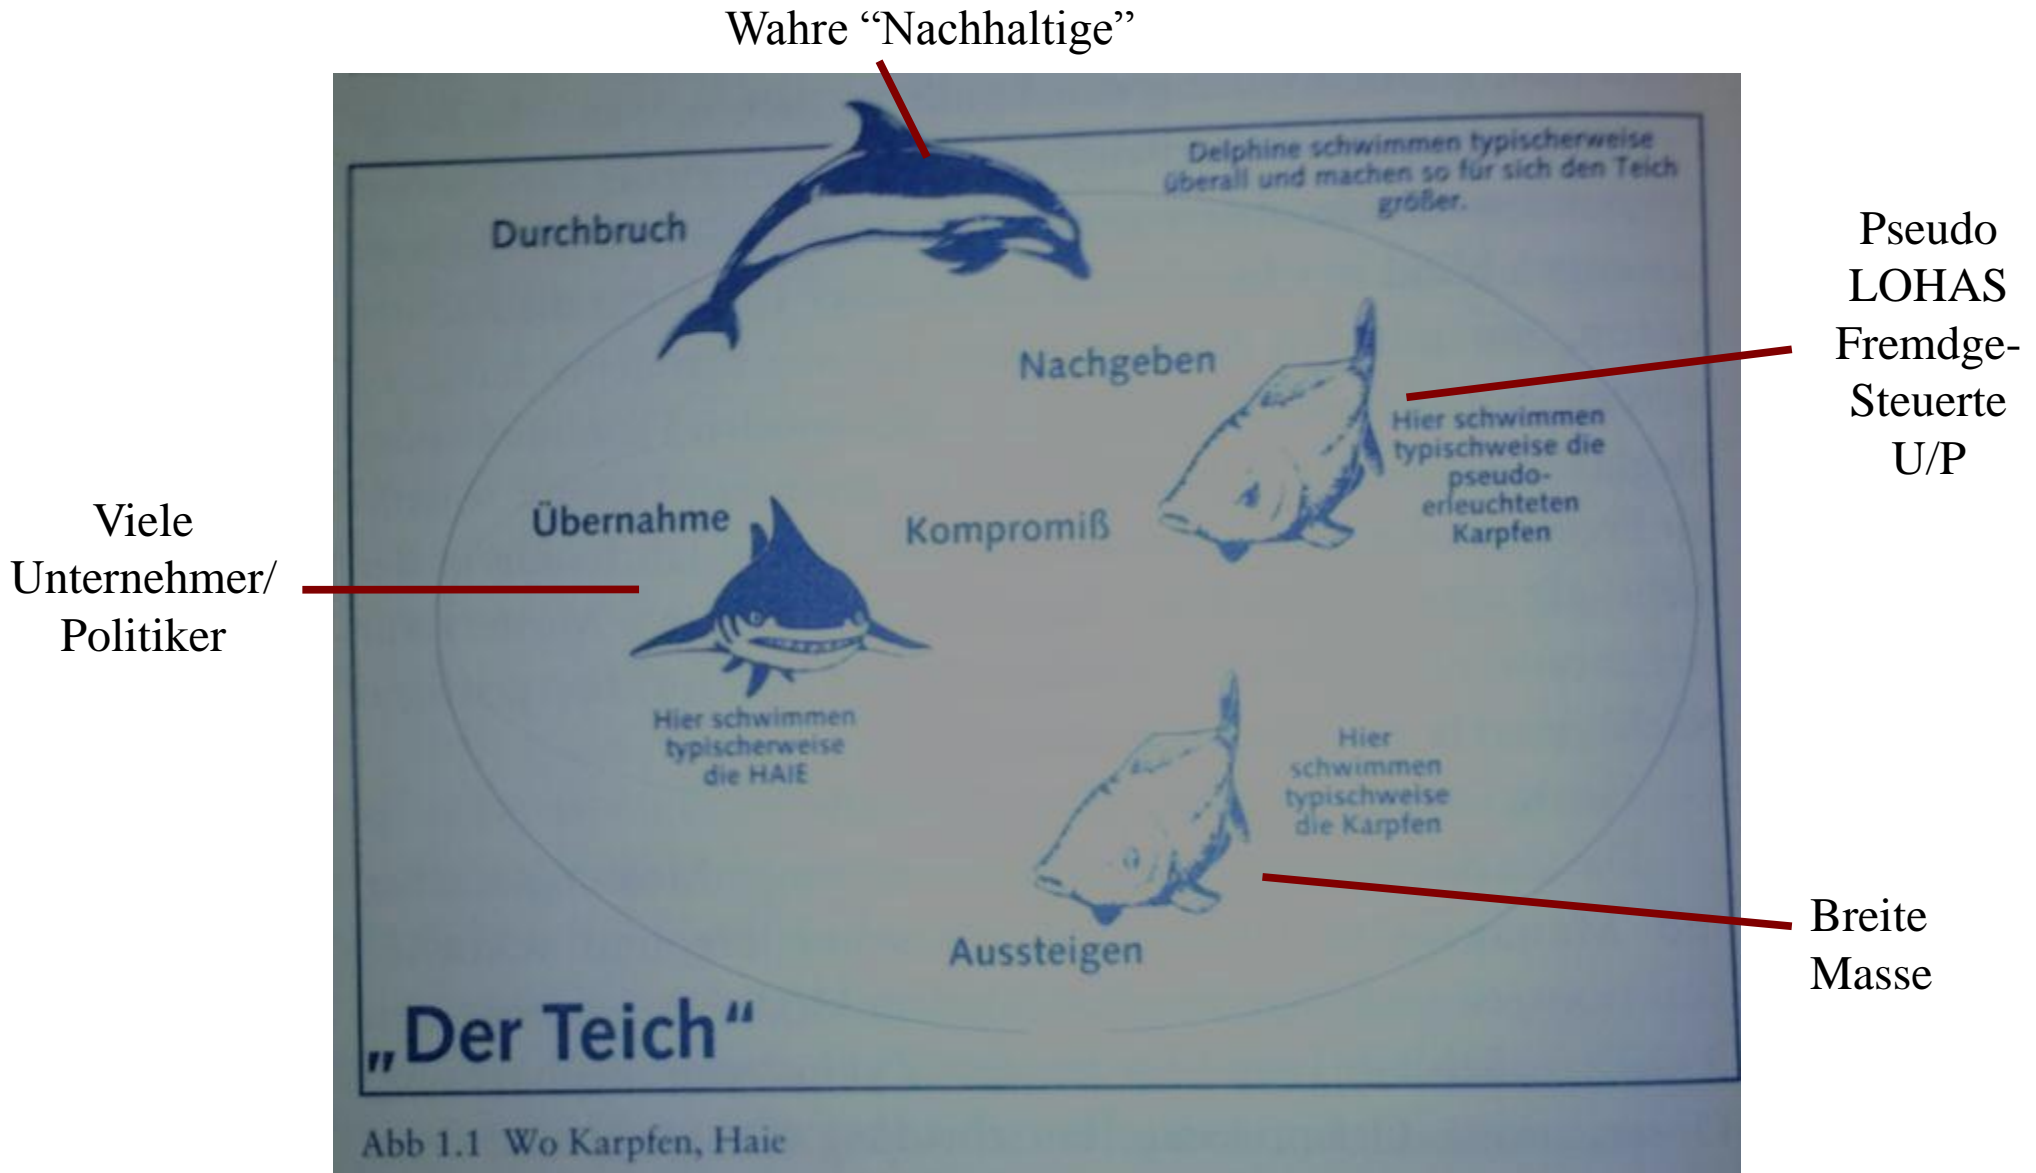 Wahre “Nachhaltige”
Delphine schwimmen typischerweise
überall und machen so für sich den Teich
größer.
Durchbruch
Pseudo
LOHAS
Fremdge-
Steuerte
U/P
Nachgeben
Hier schwimmen
typischweise die
pseudo-
erleuchteten
Karpfen
Viele
Unternehmer/
Politiker
Übernahme
Kompromiß
Hier schwimmen
typischerweise
die HAIE
Hier
schwimmen
typischweise
die Karpfen
Breite
Masse
Aussteigen
„Der Teich“
Abb 1.1 Wo Karpfen, Haie